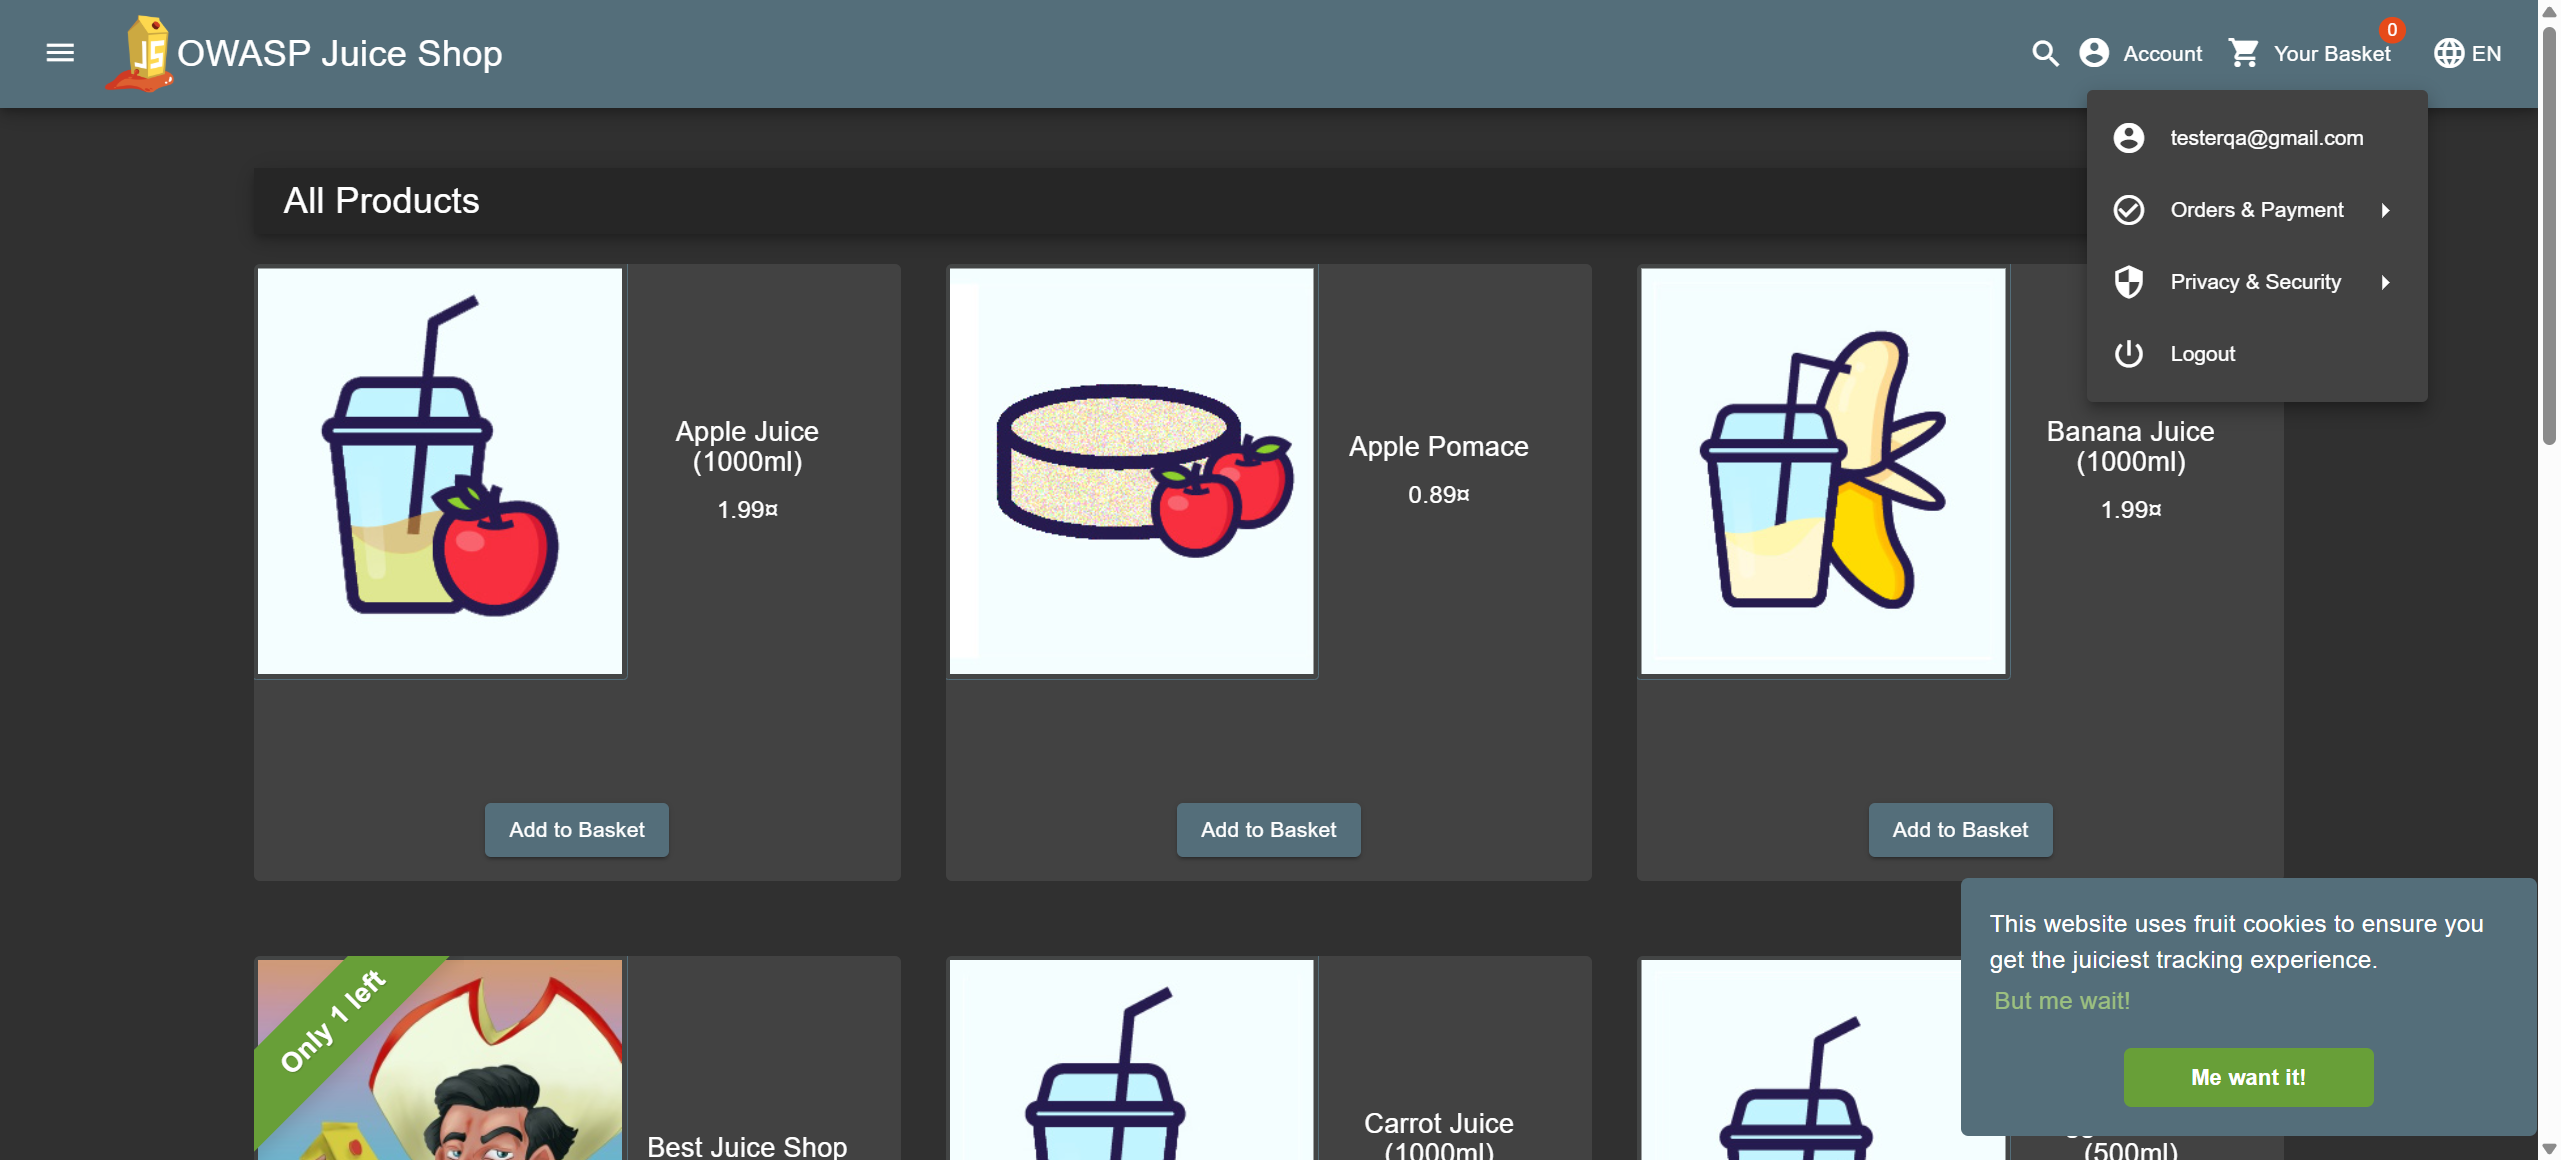 JS
OWASP Juice Shop
Account
Your Basket
0
EN
testerqa@gmail.com
Orders & Payment
Privacy & Security
Logout
All Products
Apple Juice
(1000ml)
1.99¤
Add to Basket
Apple Pomace
0.89¤
Add to Basket
Banana Juice
(1000ml)
1.99¤
Add to Basket
Only 1 left
Best Juice Shop
Carrot Juice
(1000ml)
(500ml)
This website uses fruit cookies to ensure you
get the juiciest tracking experience.
But me wait!
Me want it!